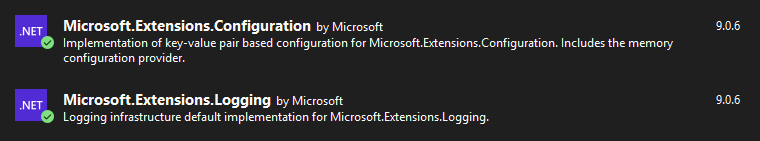 .NET
Microsoft.Extensions.Configuration by Microsoft 9.0.6
Implementation of key-value pair based configuration for Microsoft.Extensions.Configuration. Includes the memory
configuration provider.
.NET
Microsoft.Extensions.Logging by Microsoft 9.0.6
Logging infrastructure default implementation for Microsoft.Extensions.Logging.